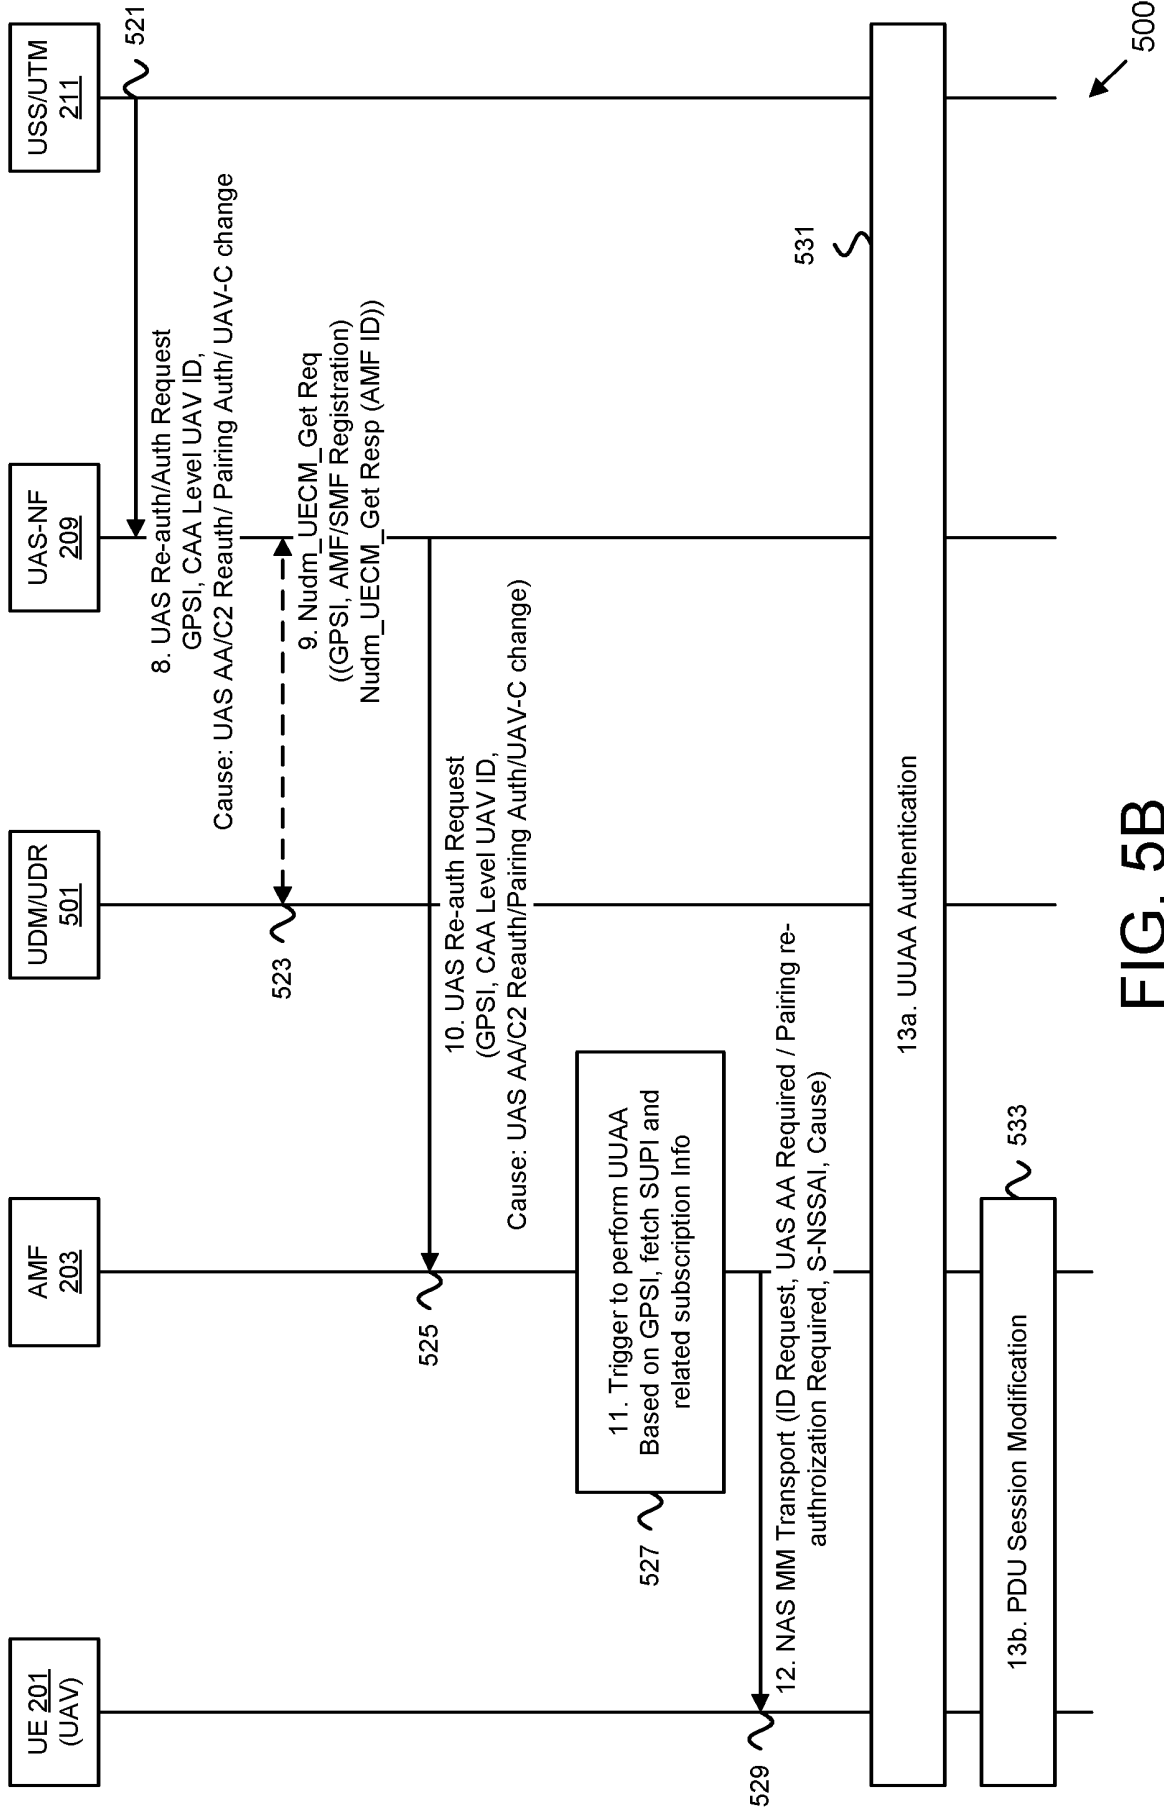 UE 201
(UAV)
AMF
203
UDM/UDR
501
UAS-NF
209
USS/UTM
211
521
8. UAS Re-auth/Auth Request
GPSI, CAA Level UAV ID,
Cause: UAS AA/C2 Reauth/ Pairing Auth/ UAV-C change
523
9. Nudm_UECM_Get Req
((GPSI, AMF/SMF Registration)
Nudm_UECM_Get Resp (AMF ID))
525
10. UAS Re-auth Request
(GPSI, CAA Level UAV ID,
Cause: UAS AA/C2 Reauth/Pairing Auth/UAV-C change)
527
11. Trigger to perform UUAA
Based on GPSI, fetch SUPI and
related subscription Info
529
12. NAS MM Transport (ID Request, UAS AA Required / Pairing re-
authroization Required, S-NSSAI, Cause)
531
13a. UUAA Authentication
533
13b. PDU Session Modification
500
FIG. 5B